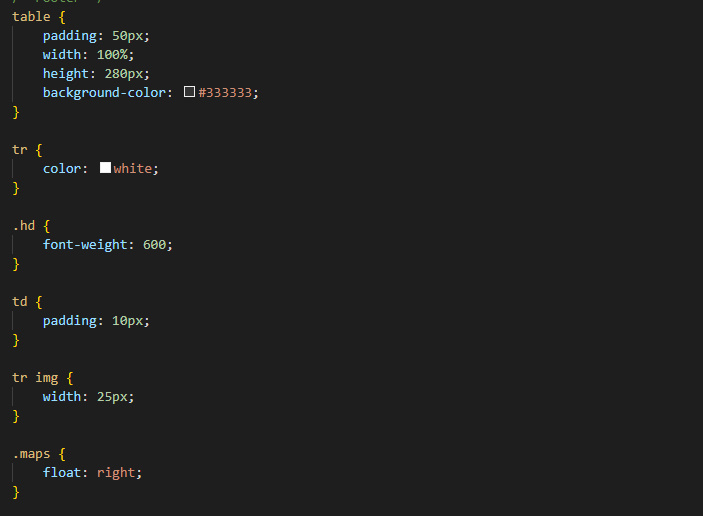 table {
    padding: 50px;
    width: 100%;
    height: 280px;
    background-color: #333333;
}

tr {
    color: white;
}

.hd {
    font-weight: 600;
}

td {
    padding: 10px;
}

tr img {
    width: 25px;
}

.maps {
    float: right;
}